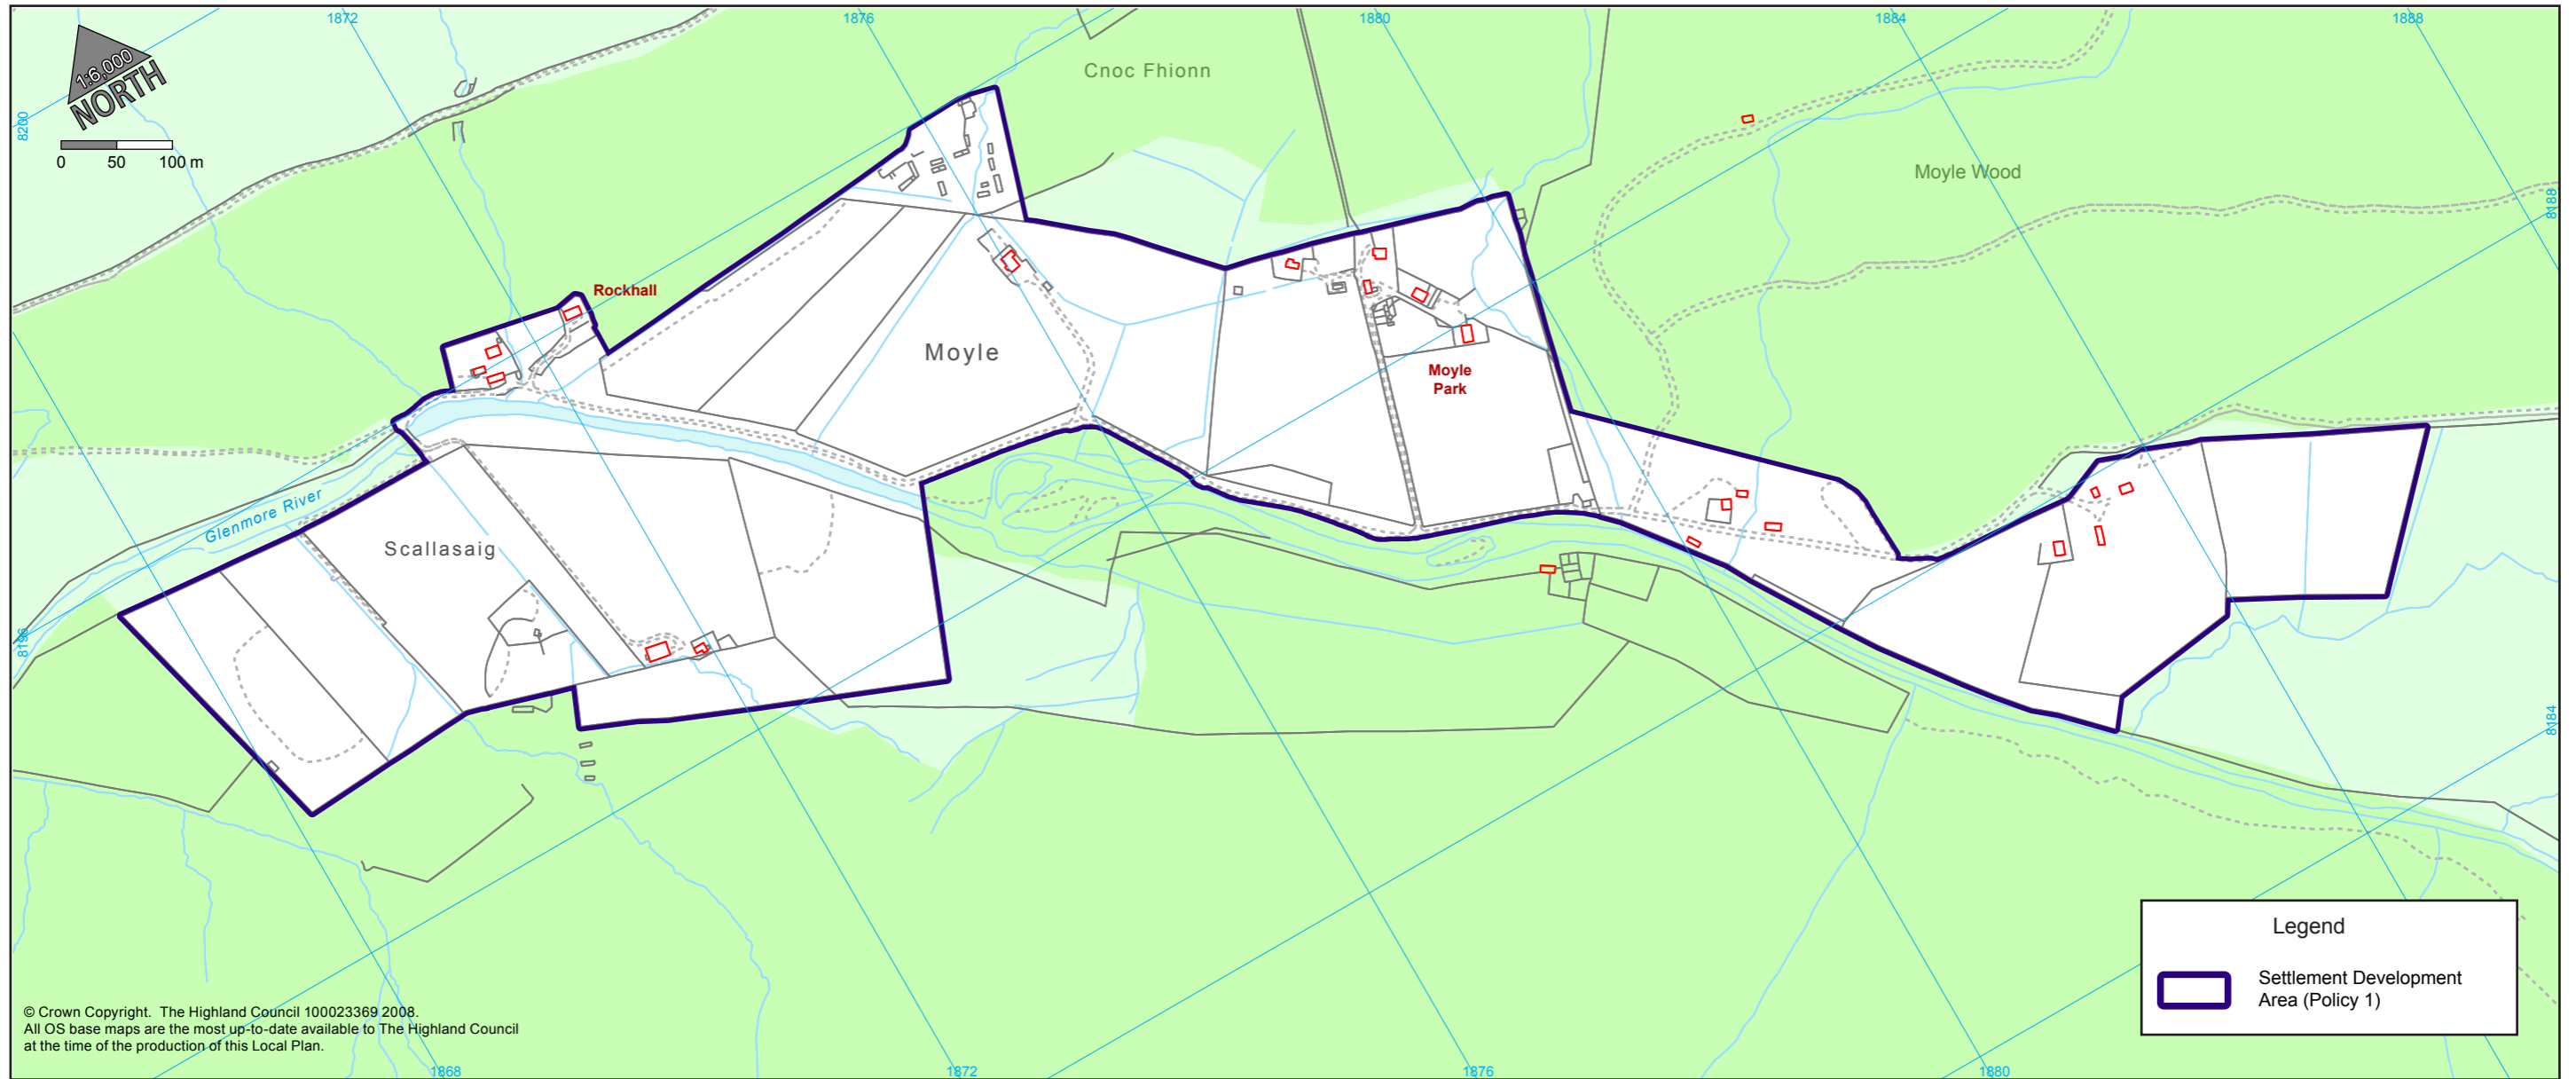 1872
1876
1880
1884
1888
1:6,000
NORTH
0 50 100 m
8200
Cnoc Fhionn
Moyle Wood
8188
Rockhall
Moyle
Moyle
Park
Glenmore River
Scallasaig
8196
8184
Legend
Settlement Development
Area (Policy 1)
© Crown Copyright. The Highland Council 100023369 2008.
All OS base maps are the most up-to-date available to The Highland Council
at the time of the production of this Local Plan.
1868
1872
1876
1880